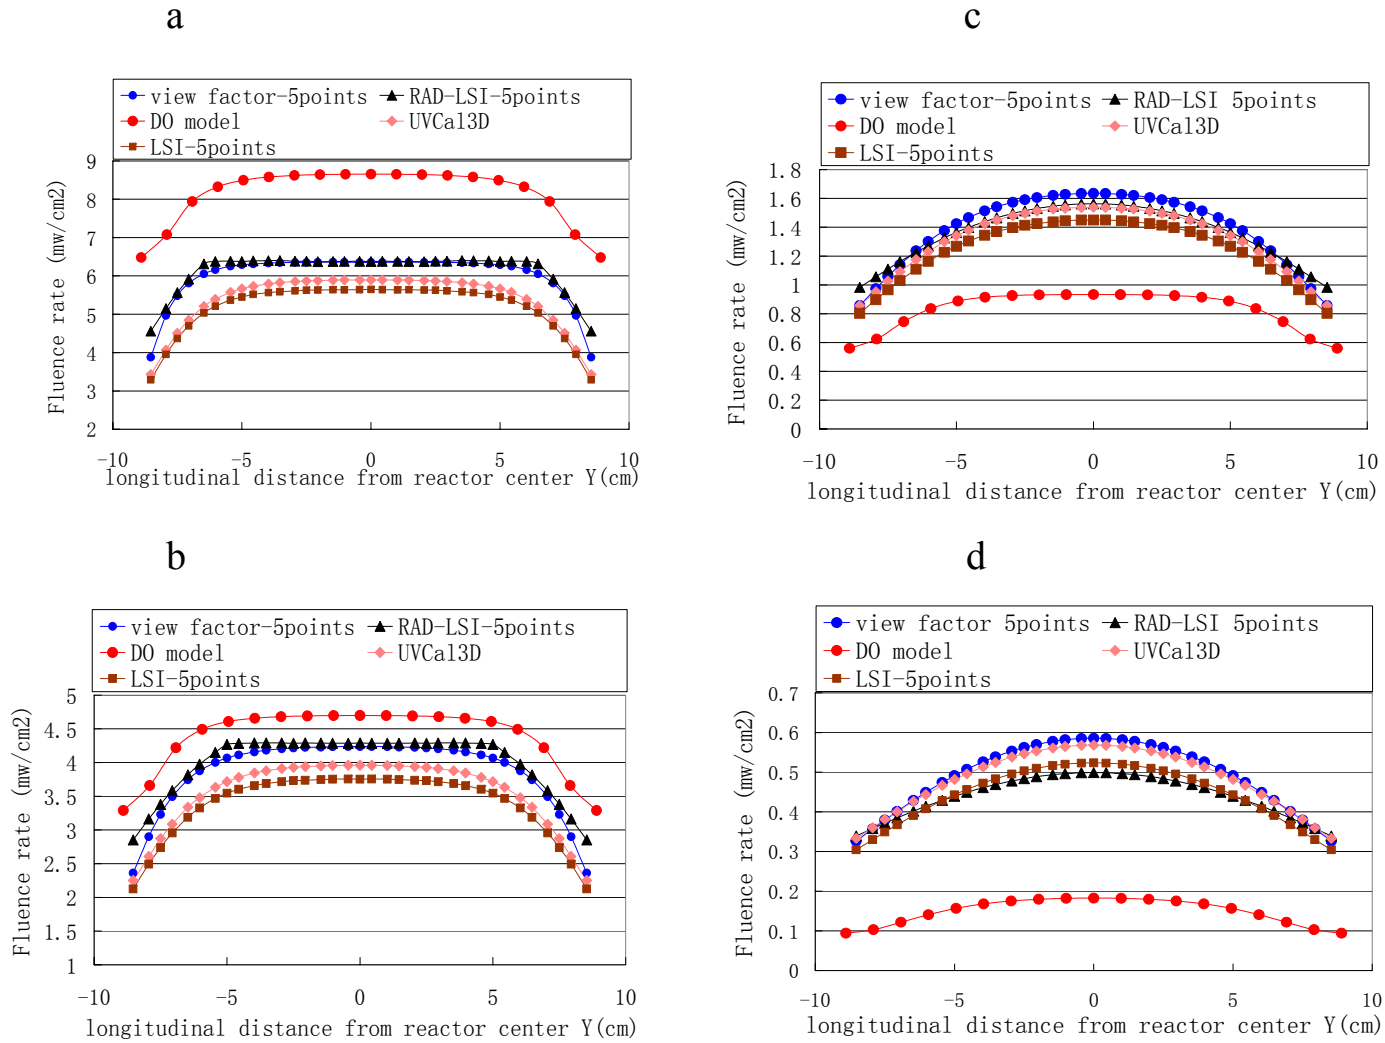 a
view factor-5points RAD-LSI-5points
DO model UVCal3D
LSI-5points
9
8
7
6
5
4
3
2
Fluence rate (mw/cm2)
-10 -5 0 5 10
longitudinal distance from reactor center Y(cm)
c
view factor-5points RAD-LSI 5points
DO model UVCal3D
LSI-5points
1.8
1.6
1.4
1.2
1
0.8
0.6
0.4
0.2
0
Fluence rate (mw/cm2)
-10 -5 0 5 10
longitudinal distance from reactor center Y(cm)
b
view factor-5points RAD-LSI-5points
DO model UVCal3D
LSI-5points
5
4.5
4
3.5
3
2.5
2
1.5
1
Fluence rate (mw/cm2)
-10 -5 0 5 10
longitudinal distance from reactor center Y(cm)
d
view factor 5points RAD-LSI 5points
DO model UVCal3D
LSI-5points
0.7
0.6
0.5
0.4
0.3
0.2
0.1
0
Fluence rate (mw/cm2)
-10 -5 0 5 10
longitudinal distance from reactor center Y(cm)